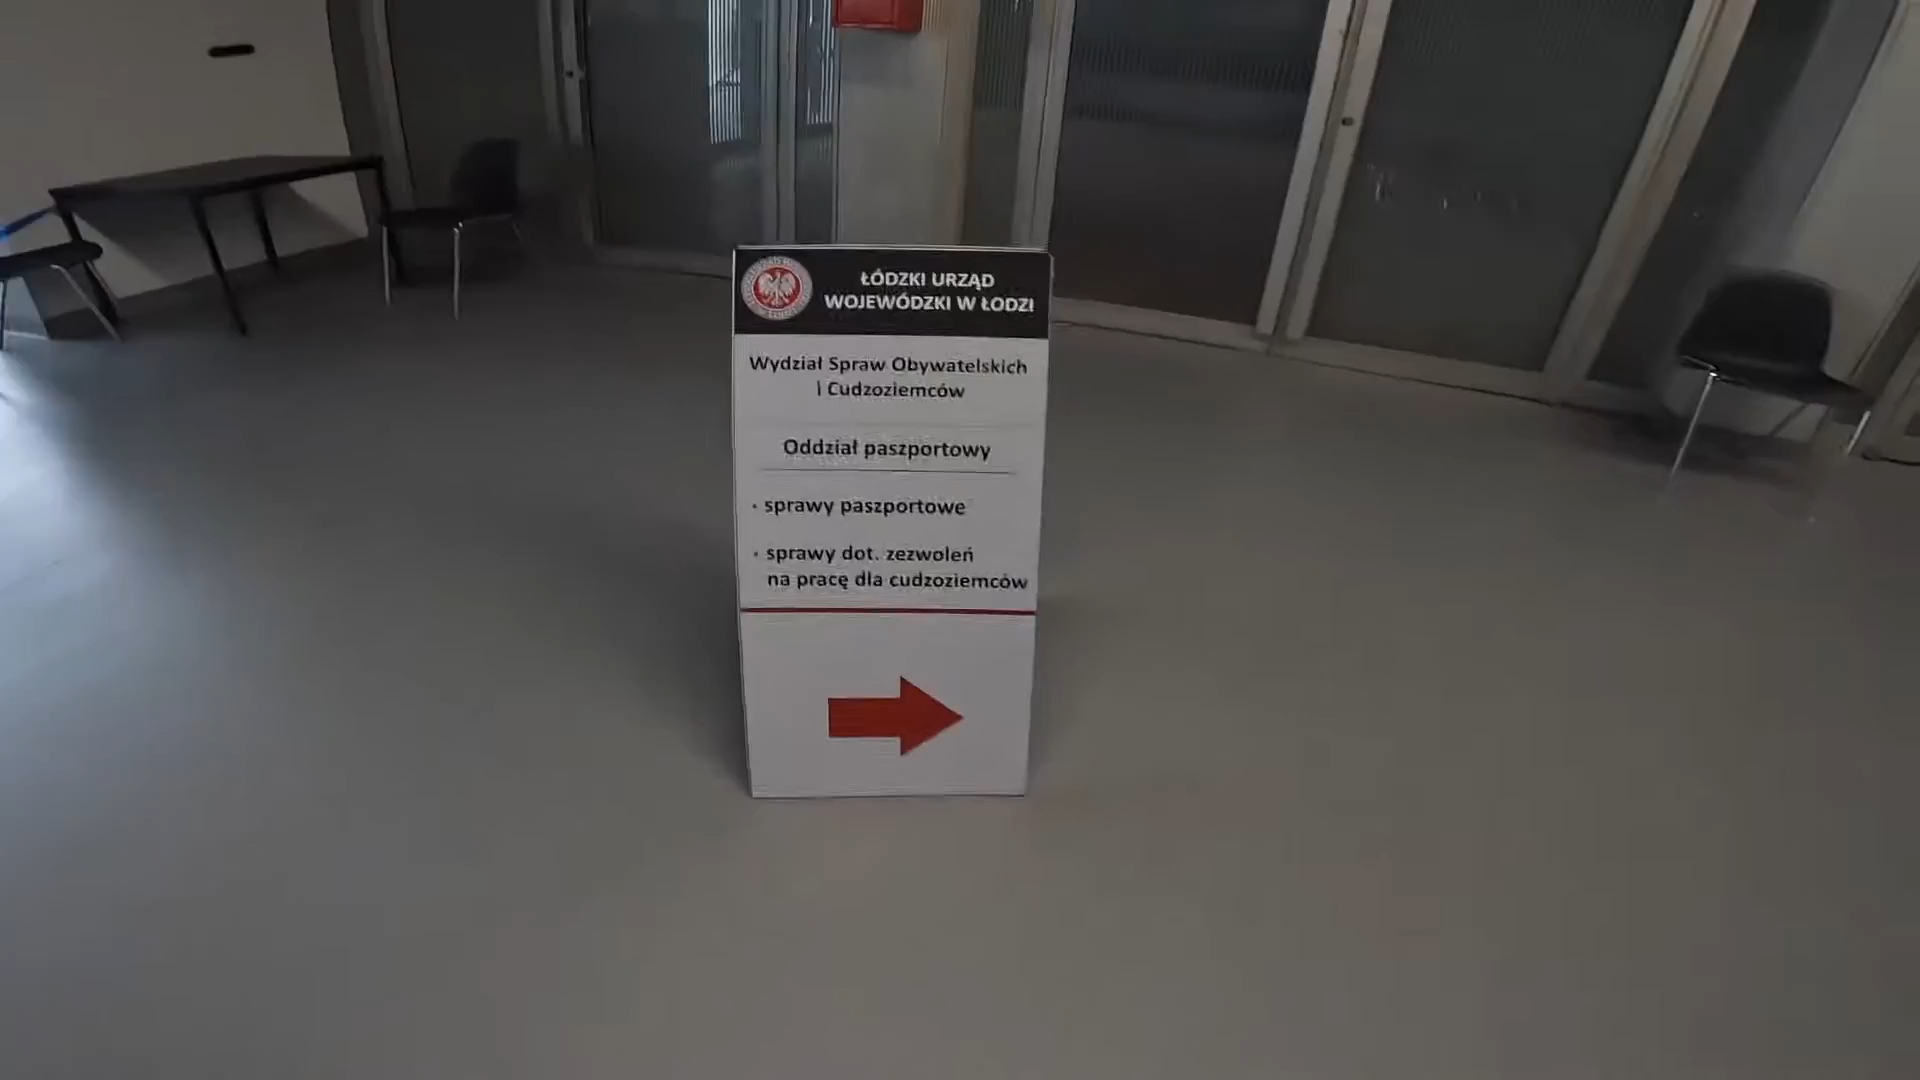 ŁÓDZKI URZĄD
WOJEWÓDZKI W ŁODZI
Wydział Spraw Obywatelskich
i Cudzoziemców
Oddział paszportowy
· sprawy paszportowe
· sprawy dot. zezwoleń
na pracę dla cudzoziemców